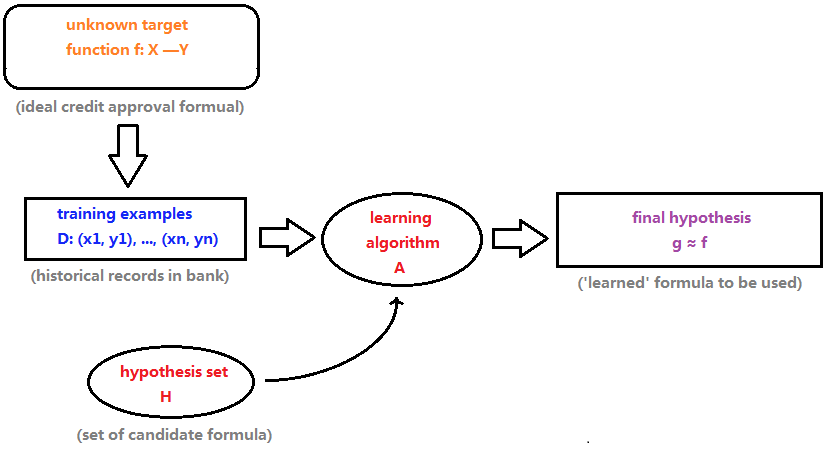 unknown target
function f: X —Y
(ideal credit approval formual)
training examples
D: (x1, y1), ..., (xn, yn)
(historical records in bank)
learning
algorithm
A
final hypothesis
g ≈ f
('learned' formula to be used)
hypothesis set
H
(set of candidate formula)